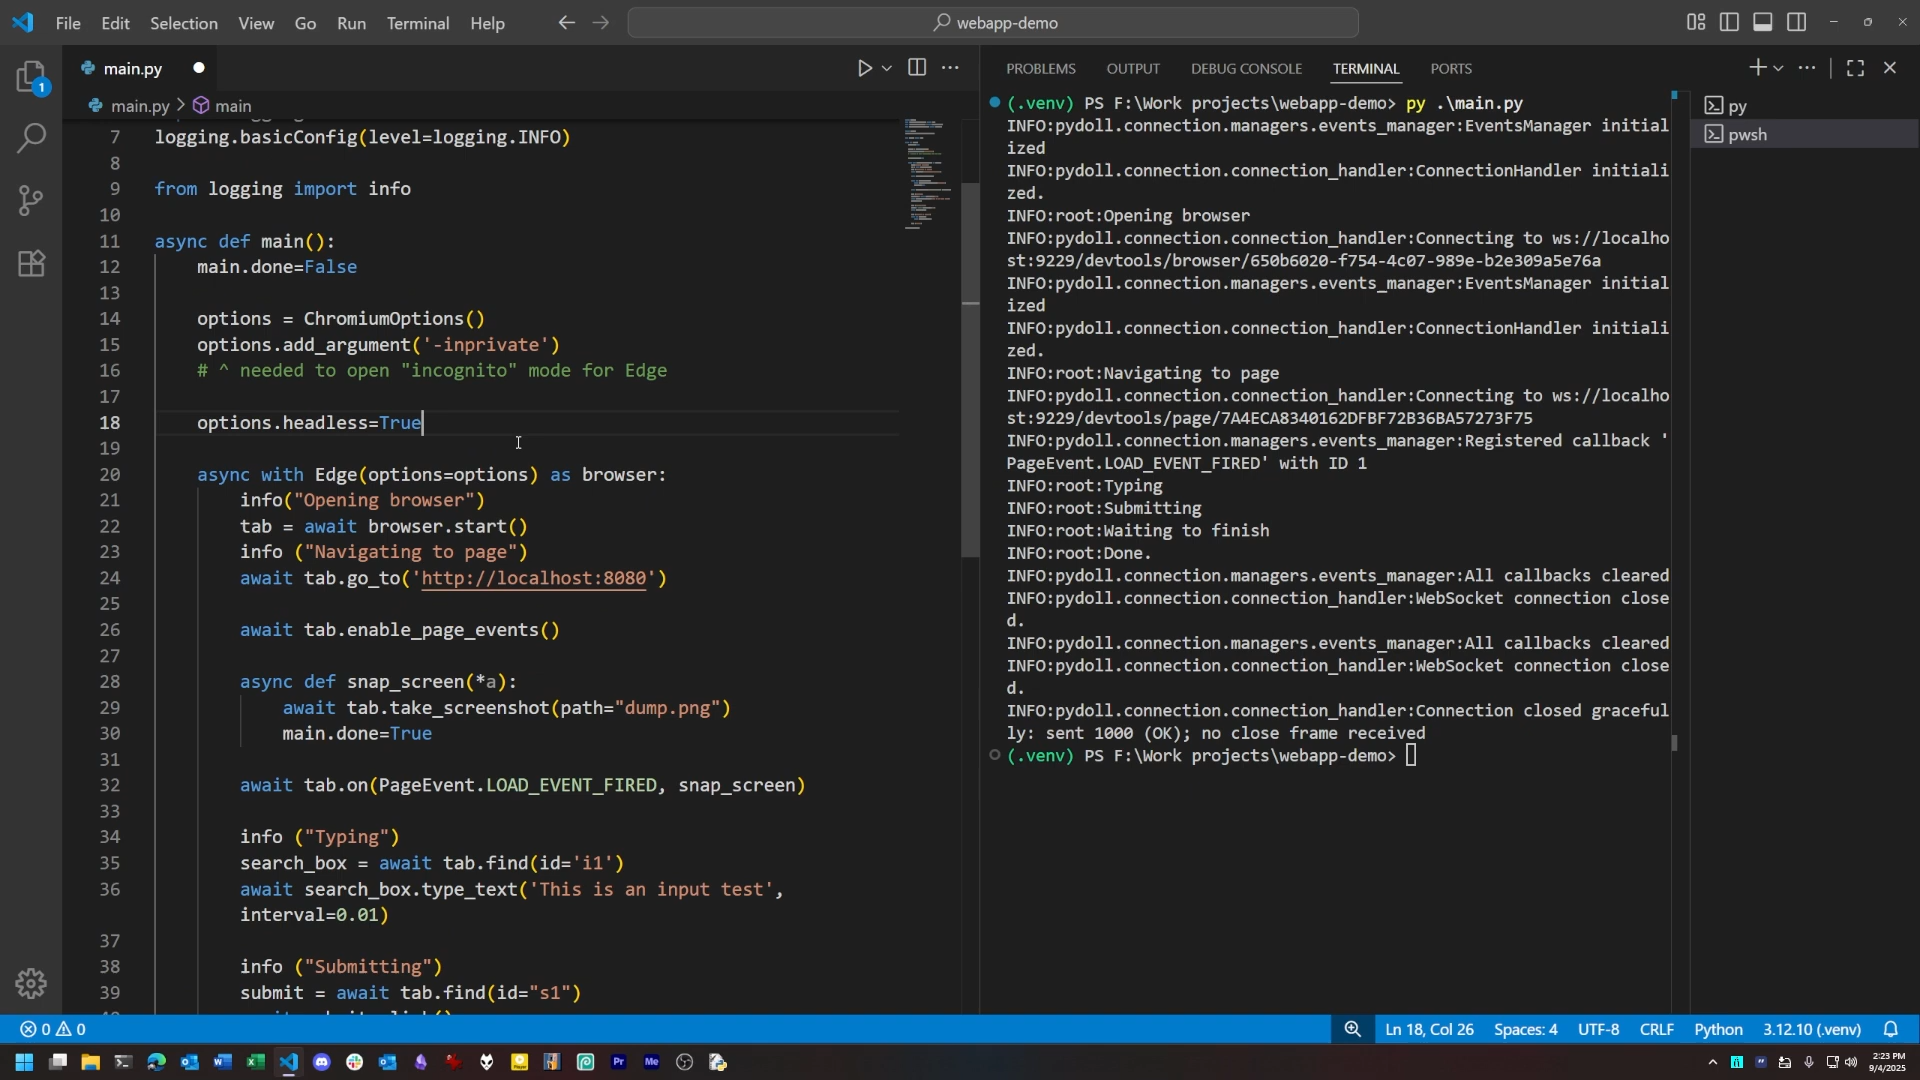 File Edit Selection View Go Run Terminal Help
webapp-demo
main.py
main.py > main
7 logging.basicConfig(level=logging.INFO)
8
9 from logging import info
10
11 async def main():
12 main.done=False
13
14 options = ChromiumOptions()
15 options.add_argument('-inprivate')
16 # ^ needed to open "incognito" mode for Edge
17
18 options.headless=True
19
20 async with Edge(options=options) as browser:
21 info("Opening browser")
22 tab = await browser.start()
23 info ("Navigating to page")
24 await tab.go_to('http://localhost:8080')
25
26 await tab.enable_page_events()
27
28 async def snap_screen(*a):
29 await tab.take_screenshot(path="dump.png")
30 main.done=True
31
32 await tab.on(PageEvent.LOAD_EVENT_FIRED, snap_screen)
33
34 info ("Typing")
35 search_box = await tab.find(id='i1')
36 await search_box.type_text('This is an input test',
interval=0.01)
37
38 info ("Submitting")
39 submit = await tab.find(id="s1")
PROBLEMS OUTPUT DEBUG CONSOLE TERMINAL PORTS
(.venv) PS F:\Work projects\webapp-demo> py .\main.py
INFO:pydoll.connection.managers.events_manager:EventsManager initial
ized
INFO:pydoll.connection.connection_handler:ConnectionHandler initiali
zed.
INFO:root:Opening browser
INFO:pydoll.connection.connection_handler:Connecting to ws://localho
st:9229/devtools/browser/650b6020-f754-4c07-989e-b2e309a5e76a
INFO:pydoll.connection.managers.events_manager:EventsManager initial
ized
INFO:pydoll.connection.connection_handler:ConnectionHandler initiali
zed.
INFO:root:Navigating to page
INFO:pydoll.connection.connection_handler:Connecting to ws://localho
st:9229/devtools/page/7A4ECA8340162DFBF72B36BA57273F75
INFO:pydoll.connection.managers.events_manager:Registered callback '
PageEvent.LOAD_EVENT_FIRED' with ID 1
INFO:root:Typing
INFO:root:Submitting
INFO:root:Waiting to finish
INFO:root:Done.
INFO:pydoll.connection.managers.events_manager:All callbacks cleared
INFO:pydoll.connection.connection_handler:WebSocket connection close
d.
INFO:pydoll.connection.managers.events_manager:All callbacks cleared
INFO:pydoll.connection.connection_handler:WebSocket connection close
d.
INFO:pydoll.connection.connection_handler:Connection closed graceful
ly: sent 1000 (OK); no close frame received
(.venv) PS F:\Work projects\webapp-demo>
py
pwsh
1
0 0
Ln 18, Col 26 Spaces: 4 UTF-8 CRLF Python 3.12.10 (.venv)
Pr Me
2:23 PM
9/4/2025